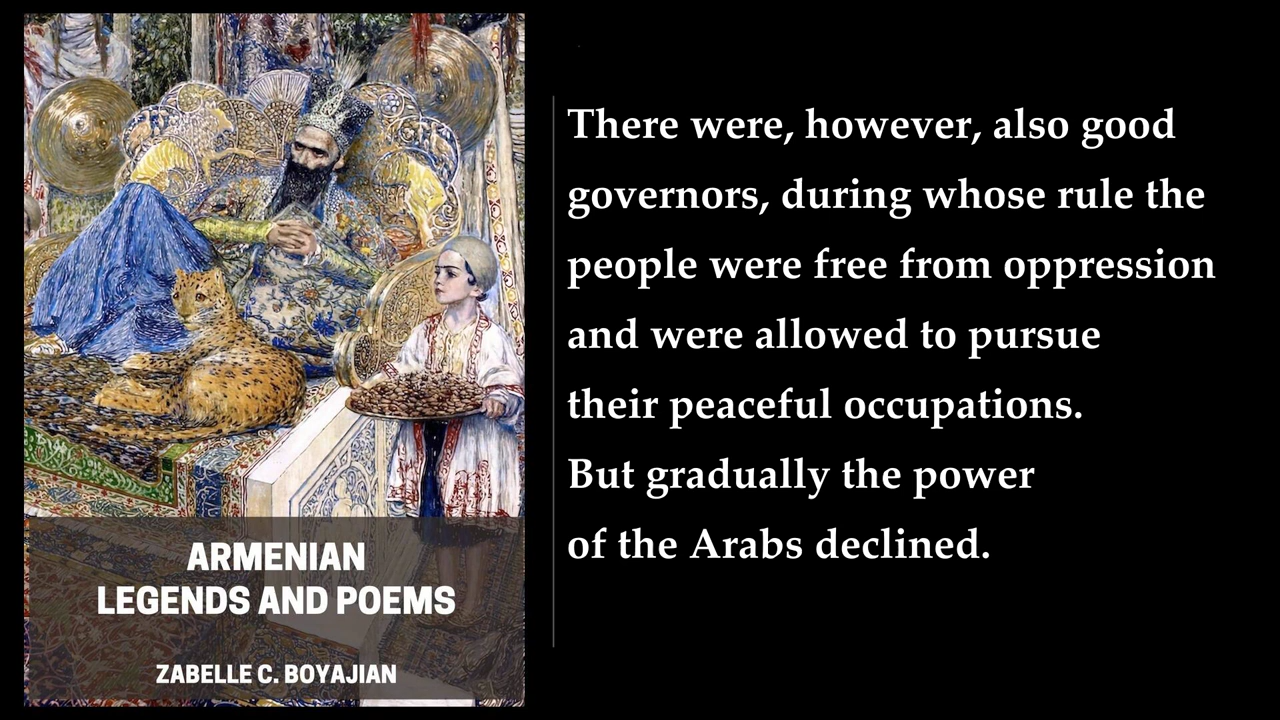 ARMENIAN
LEGENDS AND POEMS
ZABELLE C. BOYAJIAN
There were, however, also good
governors, during whose rule the
people were free from oppression
and were allowed to pursue
their peaceful occupations.
But gradually the power
of the Arabs declined.